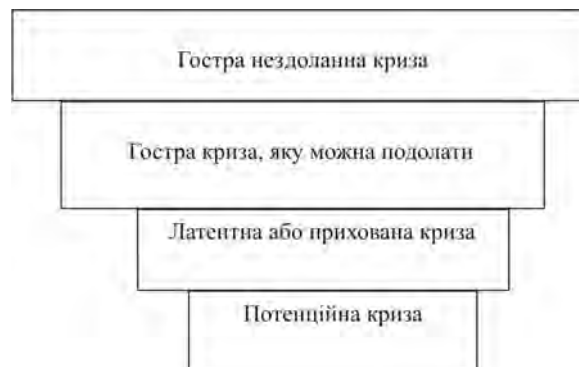 Гостра нездоланна криза
Гостра криза, яку можна подолати
Латентна або прихована криза
Потенційна криза